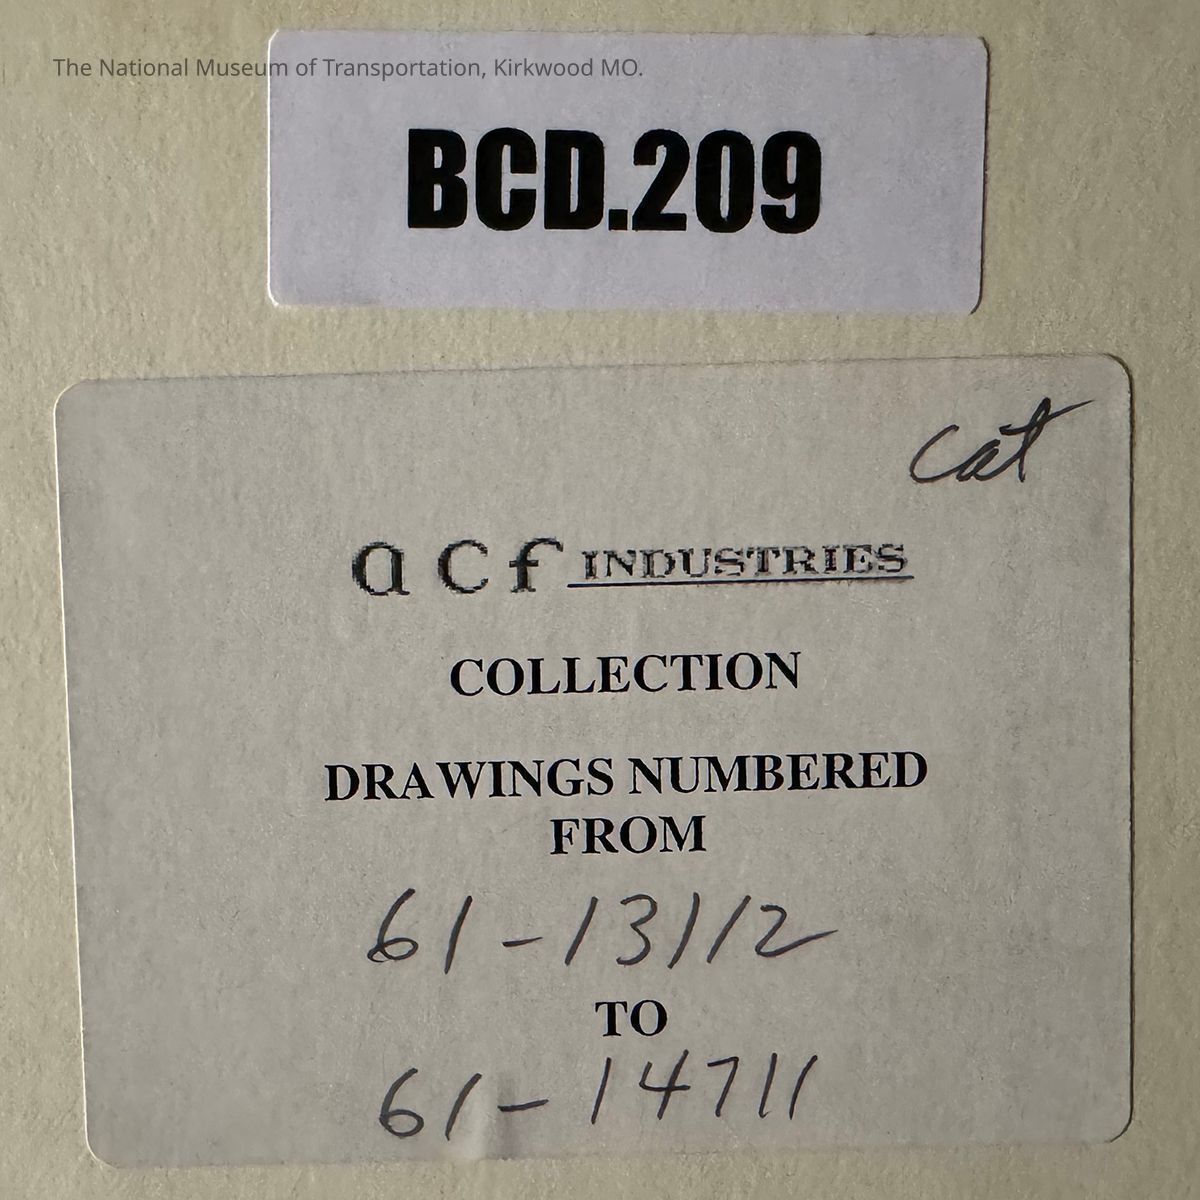 The National Museum of Transportation, Kirkwood MO.
BCD.209
cat
acf INDUSTRIES
COLLECTION
DRAWINGS NUMBERED
FROM
61-13112
TO
61-14711